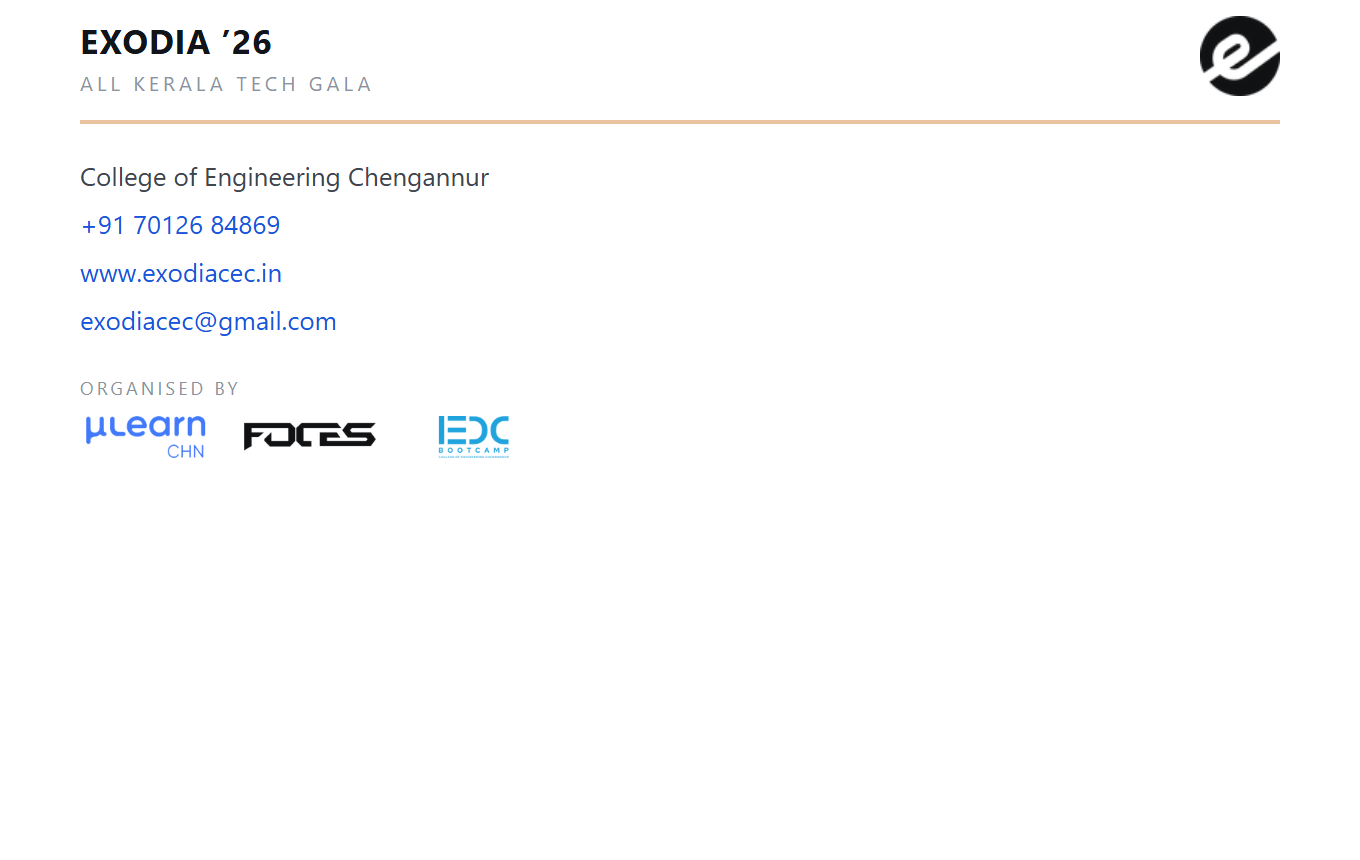 EXODIA ’26
ALL KERALA TECH GALA
College of Engineering Chengannur
+91 70126 84869
www.exodiacec.in
exodiacec@gmail.com
ORGANISED BY
µLearn
CHN
FOCES
IEDC
BOOTCAMP